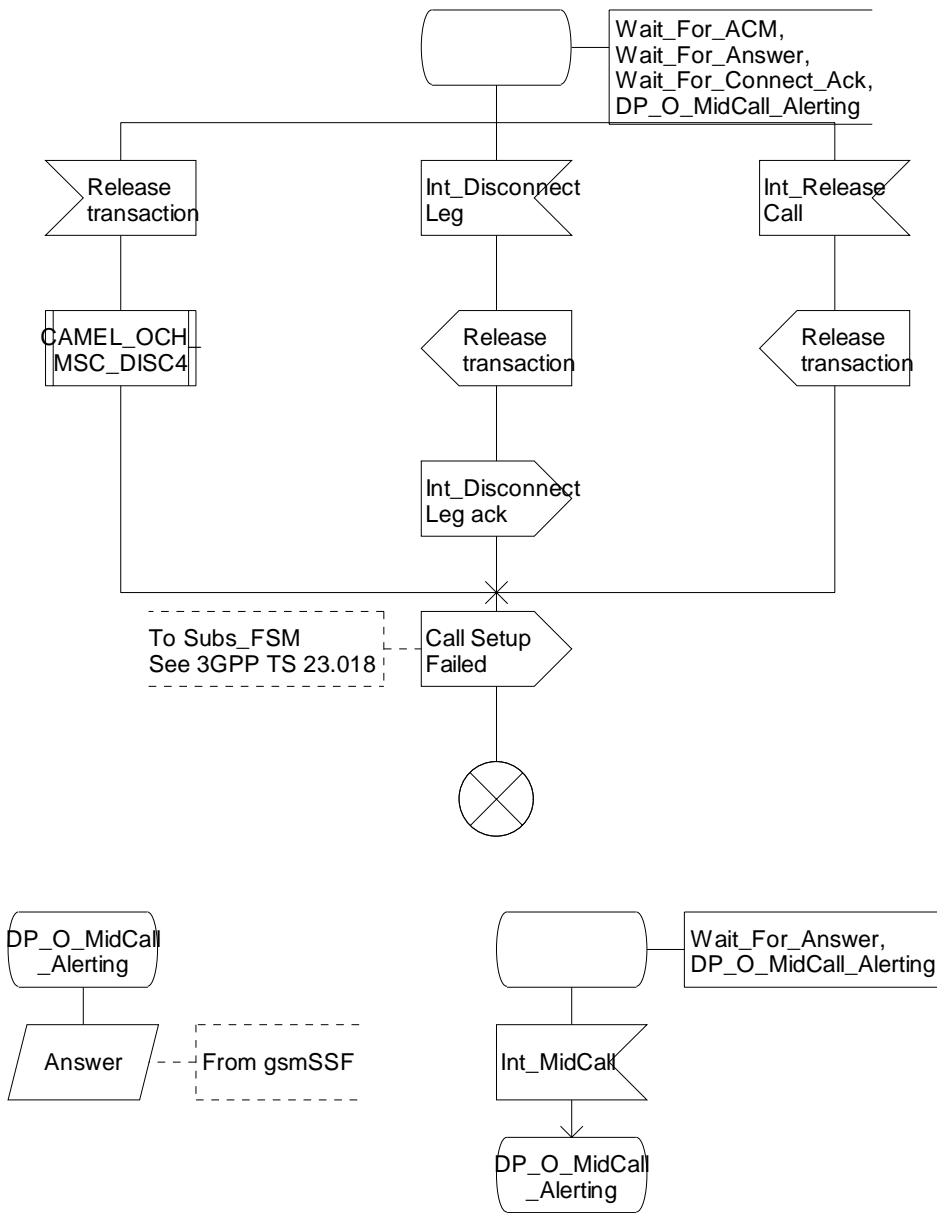 Wait_For_ACM,
Wait_For_Answer,
Wait_For_Connect_Ack,
DP_O_MidCall_Alerting
Release
transaction
Int_Disconnect
Leg
Int_Release
Call
CAMEL_OCH_
MSC_DISC4
Release
transaction
Release
transaction
Int_Disconnect
Leg ack
To Subs_FSM
See 3GPP TS 23.018
Call Setup
Failed
DP_O_MidCall
_Alerting
Wait_For_Answer,
DP_O_MidCall_Alerting
Answer
From gsmSSF
Int_MidCall
DP_O_MidCall
_Alerting